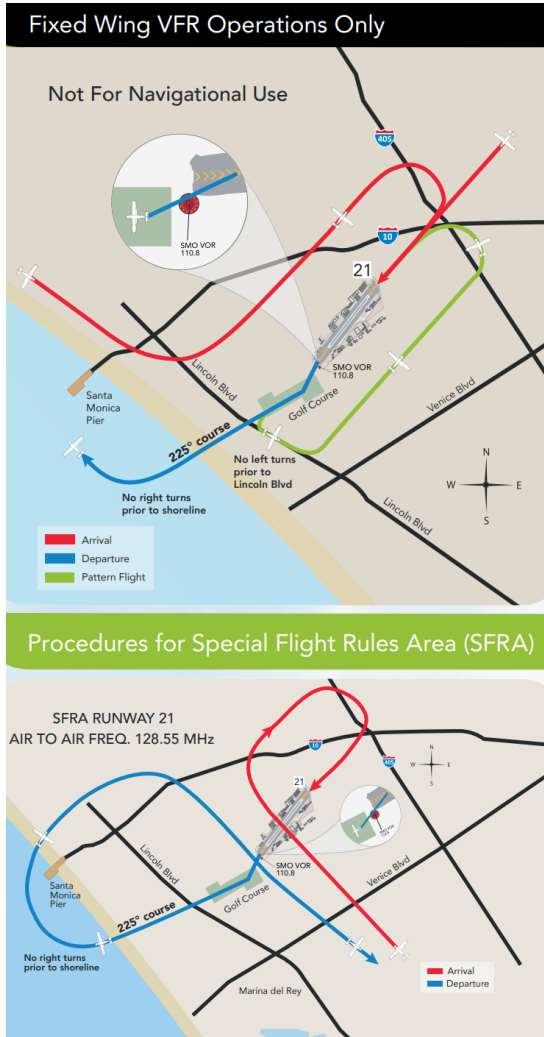 Fixed Wing VFR Operations Only
Not For Navigational Use
405
SMO VOR
110.8
10
21
SMO VOR
110.8
Lincoln Blvd
Santa
Monica
Pier
Golf Course
Venice Blvd
225° course
No left turns
prior to
Lincoln Blvd
No right turns
prior to shoreline
Lincoln Blvd
N
W E
S
Arrival
Departure
Pattern Flight
Procedures for Special Flight Rules Area (SFRA)
SFRA RUNWAY 21
AIR TO AIR FREQ. 128.55 MHz
10
405
N
W E
S
21
SMO VOR
110.8
Lincoln Blvd
Santa
Monica
Pier
Golf Course
Venice Blvd
225° course
No right turns
prior to shoreline
Marina del Rey
Arrival
Departure